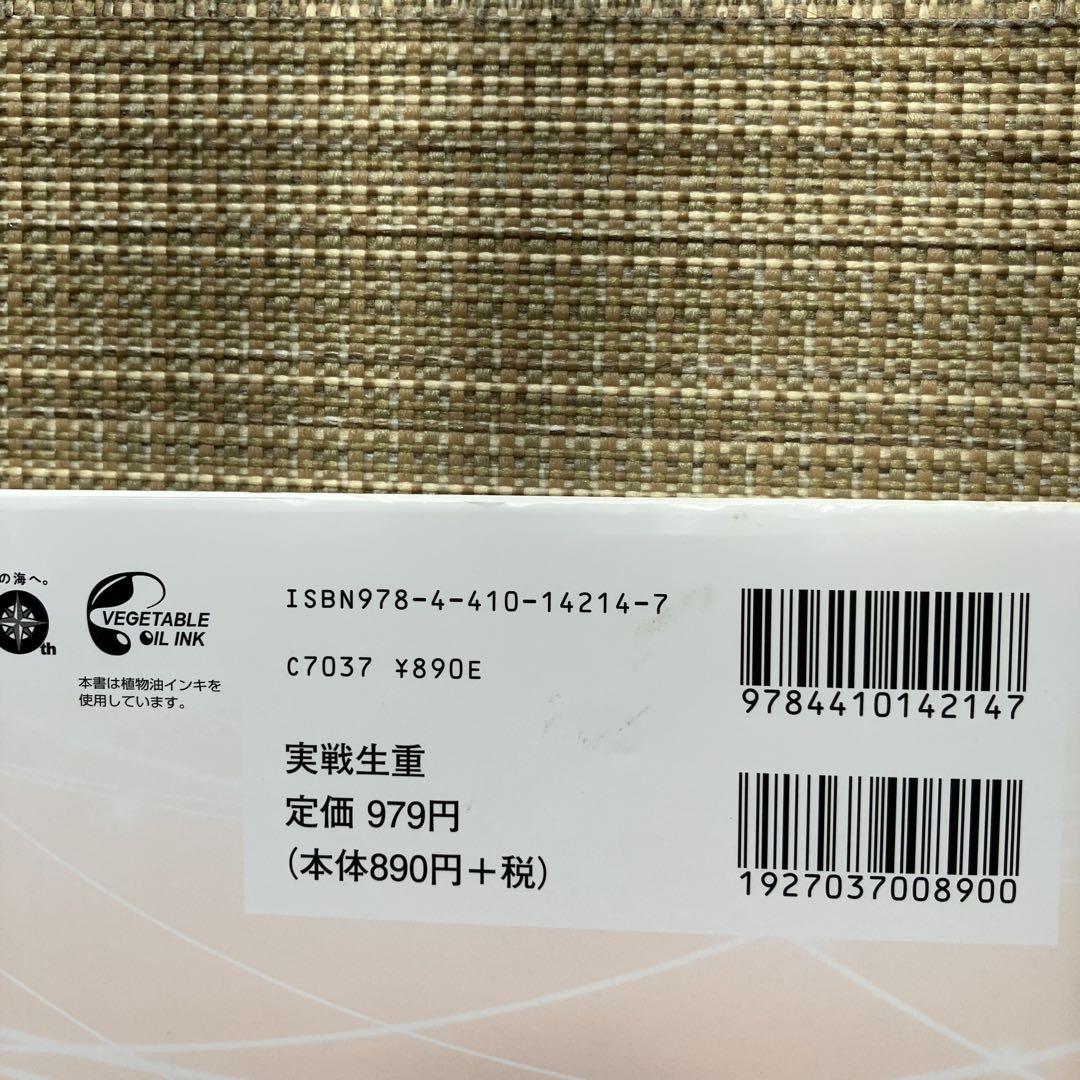 の海へ。
th
VEGETABLE
OIL INK
本書は植物油インキを
使用しています。
ISBN978-4-410-14214-7
C7037 ¥890E
実戦生重
定価 979円
(本体890円+税)
9784410142147
1927037008900